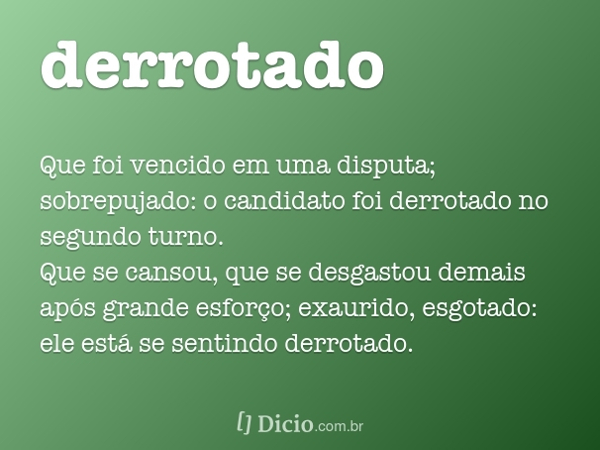 derrotado
Que foi vencido em uma disputa;
sobrepujado: o candidato foi derrotado no
segundo turno.
Que se cansou, que se desgastou demais
após grande esforço; exaurido, esgotado:
ele está se sentindo derrotado.
[] Dicio.com.br